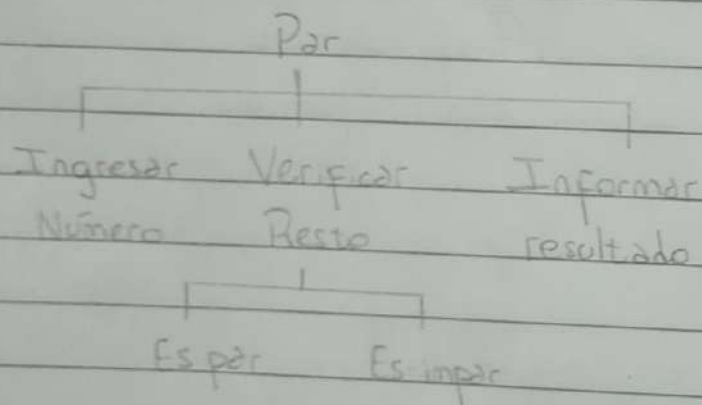 Par
Ingresar Verificar Informar
Número Resto resultado
Es par Es impar